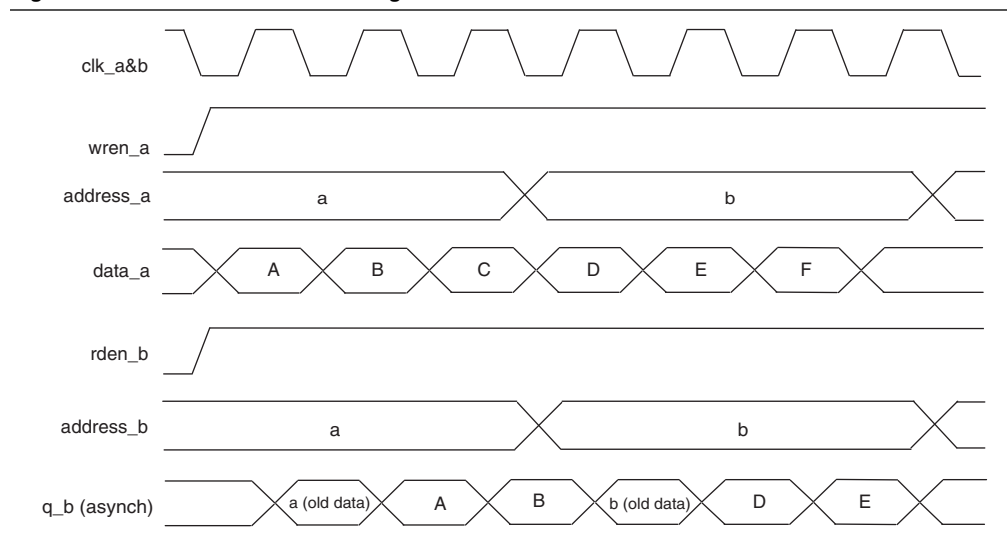 clk_a&b
wren_a
address_a a b
data_a A B C D E F
rden_b
address_b a b
q_b (asynch) a (old data) A B b (old data) D E